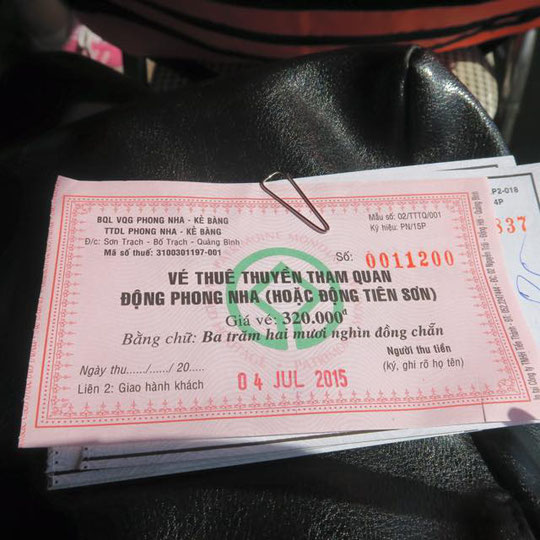 BQL VQG PHONG NHA - KẺ BÀNG
TTDL PHONG NHA - KẺ BÀNG
Đ/c: Sơn Trạch - Bố Trạch - Quảng Bình
Mã số thuế: 3100301197-001
Mẫu số: 02/TTTQ/001
Ký hiệu: PN/15P
Số: 0011200
VÉ THUÊ THUYỀN THAM QUAN
ĐỘNG PHONG NHA (HOẶC ĐỘNG TIÊN SƠN)
Giá vé: 320.000đ
Bằng chữ: Ba trăm hai mươi nghìn đồng chẵn
Ngày thu....../....../ 20.....
Người thu tiền
(ký, ghi rõ họ tên)
Liên 2: Giao hành khách
04 JUL 2015
P2-018
4P
837